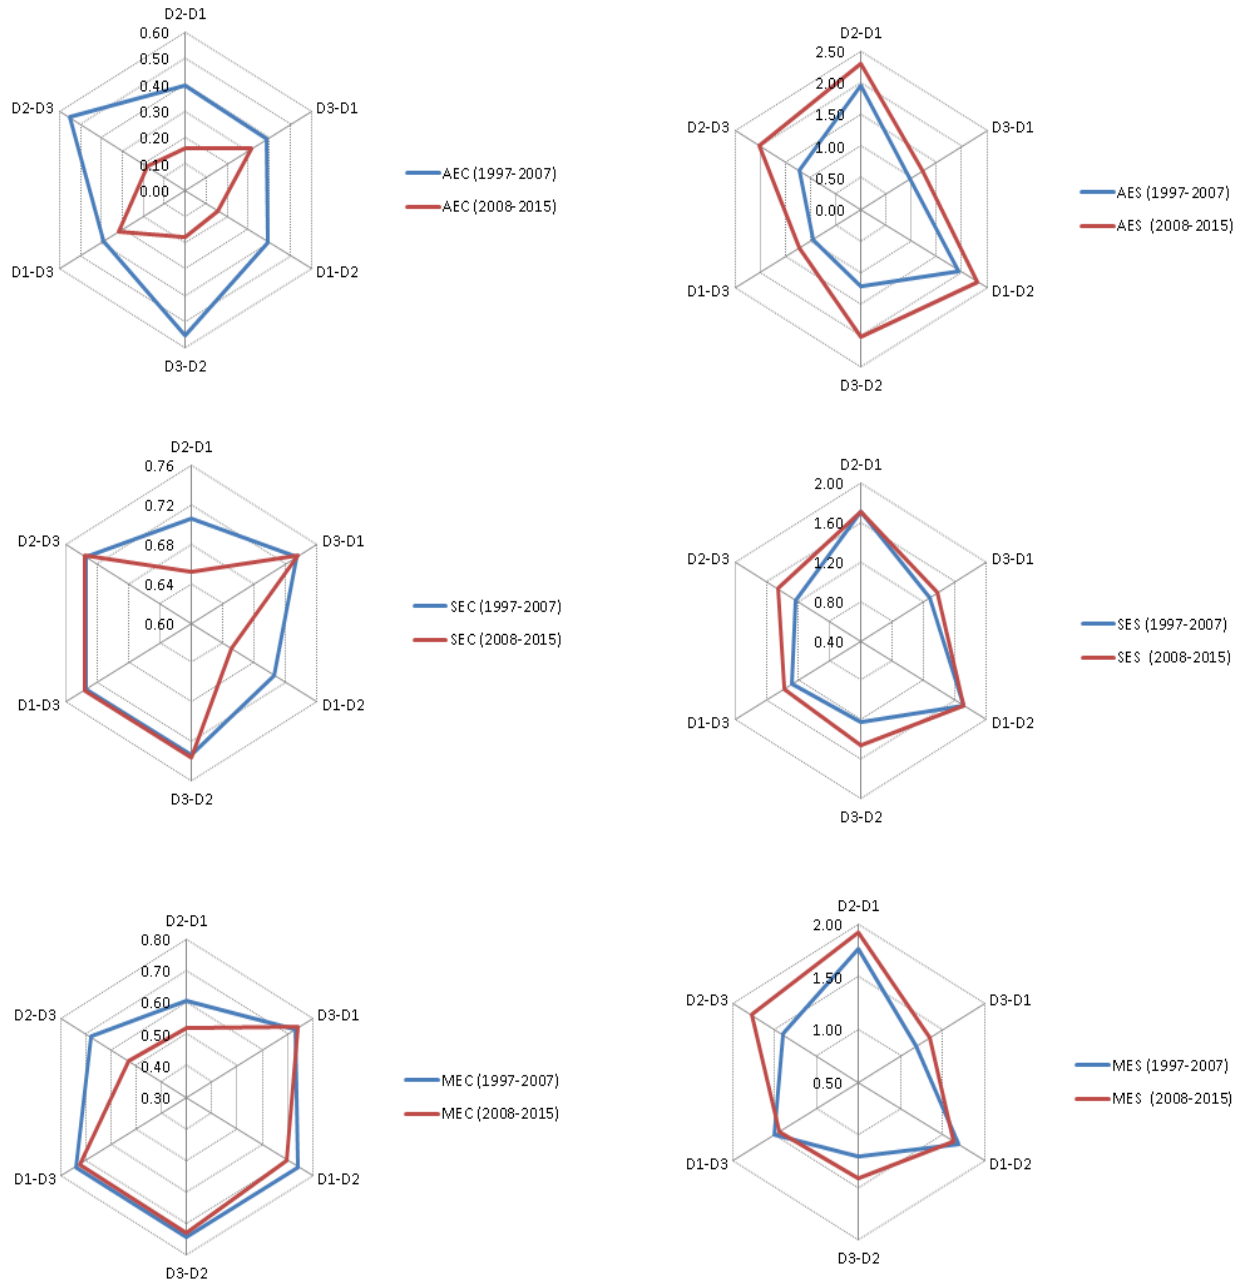 D2-D1
0.60
0.50
0.40
0.30
0.20
0.10
0.00
D2-D3
D3-D1
D1-D3
D1-D2
D3-D2
AEC (1997-2007)
AEC (2008-2015)
D2-D1
2.50
2.00
1.50
1.00
0.50
0.00
D2-D3
D3-D1
D1-D3
D1-D2
D3-D2
AES (1997-2007)
AES (2008-2015)
D2-D1
0.76
0.72
0.68
0.64
0.60
D2-D3
D3-D1
D1-D3
D1-D2
D3-D2
SEC (1997-2007)
SEC (2008-2015)
D2-D1
2.00
1.60
1.20
0.80
0.40
D2-D3
D3-D1
D1-D3
D1-D2
D3-D2
SES (1997-2007)
SES (2008-2015)
D2-D1
0.80
0.70
0.60
0.50
0.40
0.30
D2-D3
D3-D1
D1-D3
D1-D2
D3-D2
MEC (1997-2007)
MEC (2008-2015)
D2-D1
2.00
1.50
1.00
0.50
D2-D3
D3-D1
D1-D3
D1-D2
D3-D2
MES (1997-2007)
MES (2008-2015)